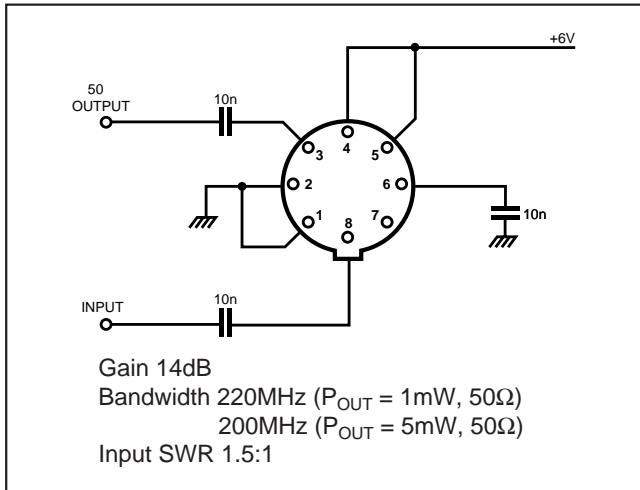 +6V
50
OUTPUT
10n
4
3
5
2
6
1
7
8
10n
INPUT
10n
Gain 14dB
Bandwidth 220MHz (POUT = 1mW, 50Ω)
200MHz (POUT = 5mW, 50Ω)
Input SWR 1.5:1